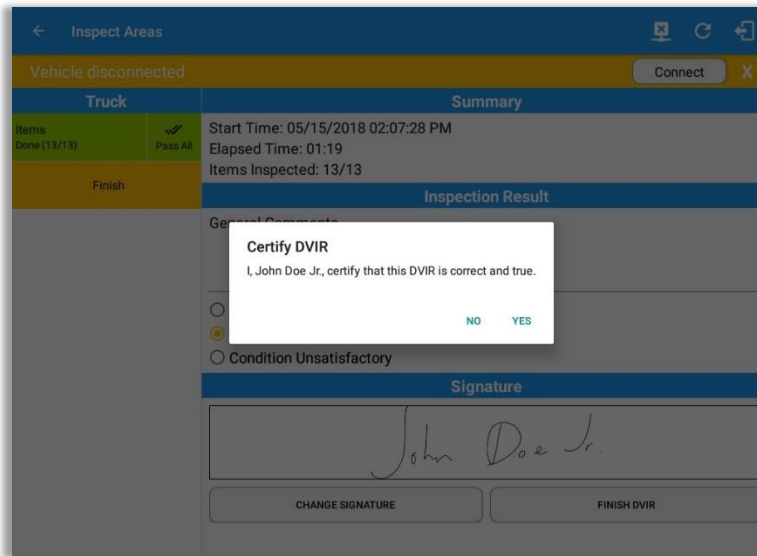 Inspect Areas
Vehicle disconnected
Connect
X
Truck
Items
Done (13/13)
Pass All
Finish
Summary
Start Time: 05/15/2018 02:07:28 PM
Elapsed Time: 01:19
Items Inspected: 13/13
Inspection Result
General Comments
Certify DVIR
I, John Doe Jr., certify that this DVIR is correct and true.
NO
YES
Condition Unsatisfactory
Signature
John Doe Jr.
CHANGE SIGNATURE
FINISH DVIR